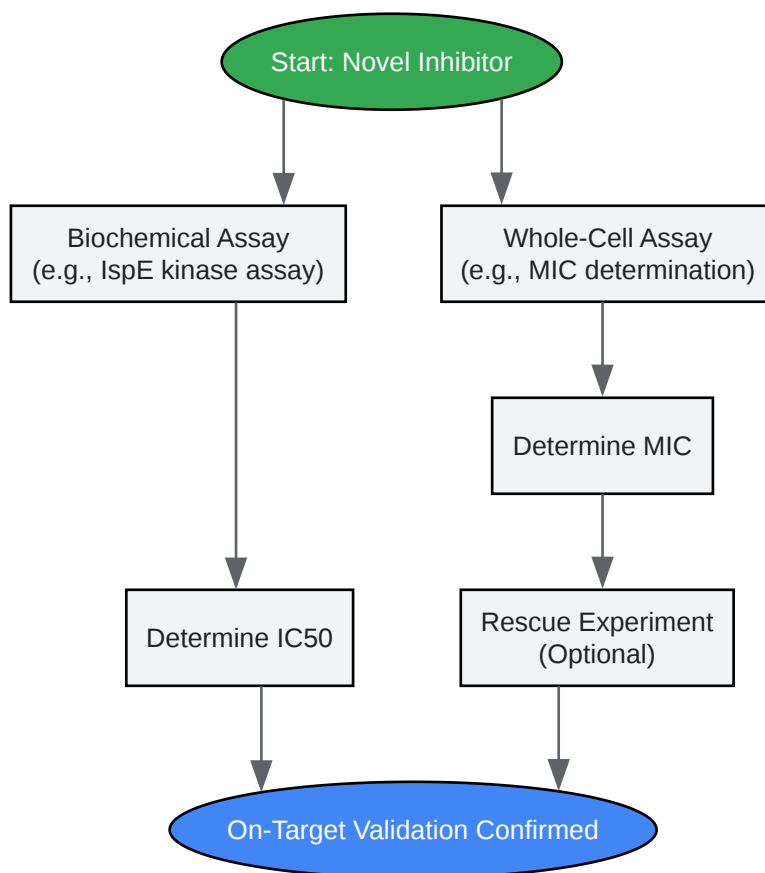 Start: Novel Inhibitor
Biochemical Assay
(e.g., IspE kinase assay)
Whole-Cell Assay
(e.g., MIC determination)
Determine MIC
Determine IC50
Rescue Experiment
(Optional)
On-Target Validation Confirmed